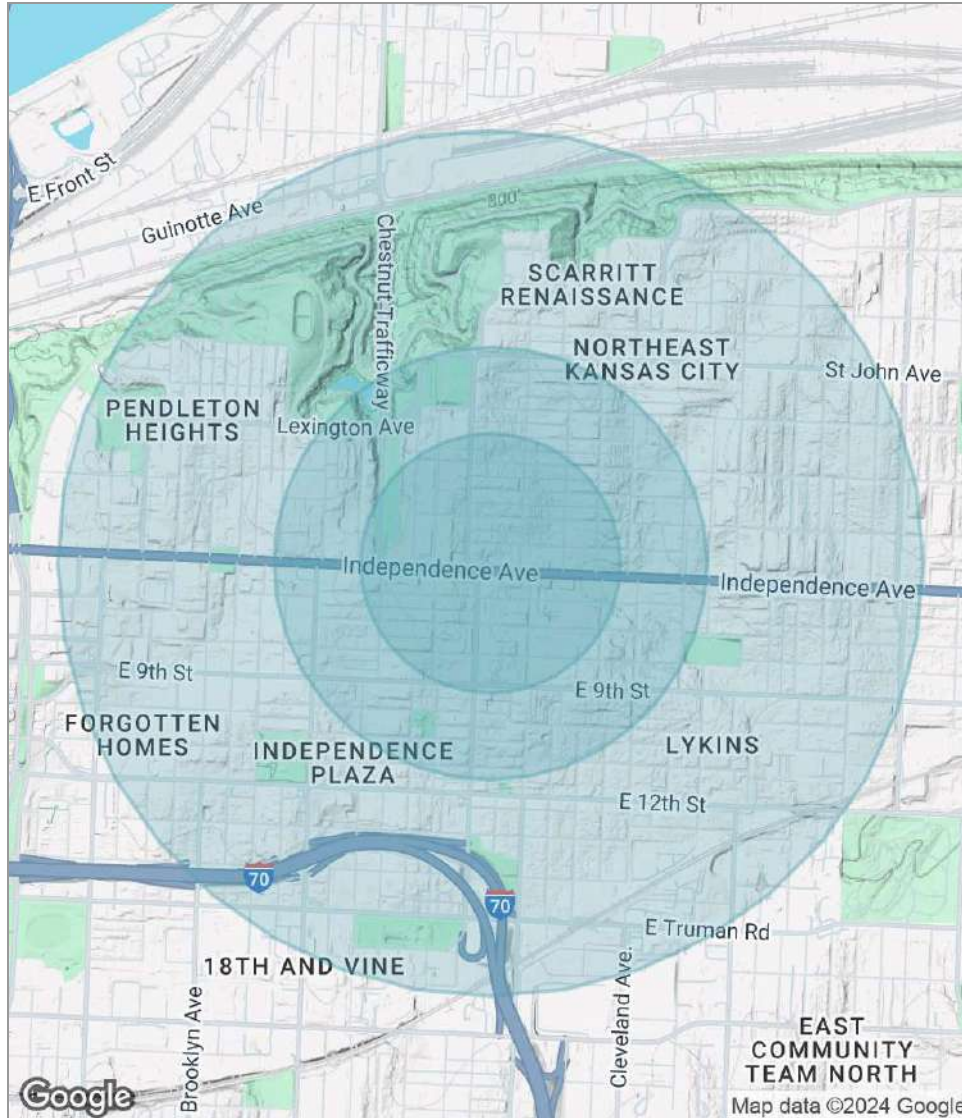 E Front St
Guinotte Ave
800'
Chestnut Trafficway
SCARRITT
RENAISSANCE
NORTHEAST
KANSAS CITY
St John Ave
PENDLETON
HEIGHTS
Lexington Ave
Independence Ave
Independence Ave
E 9th St
E 9th St
FORGOTTEN
HOMES
INDEPENDENCE
PLAZA
LYKINS
E 12th St
70
70
E Truman Rd
18TH AND VINE
Brooklyn Ave
Cleveland Ave.
EAST
COMMUNITY
TEAM NORTH
Google
Map data ©2024 Google